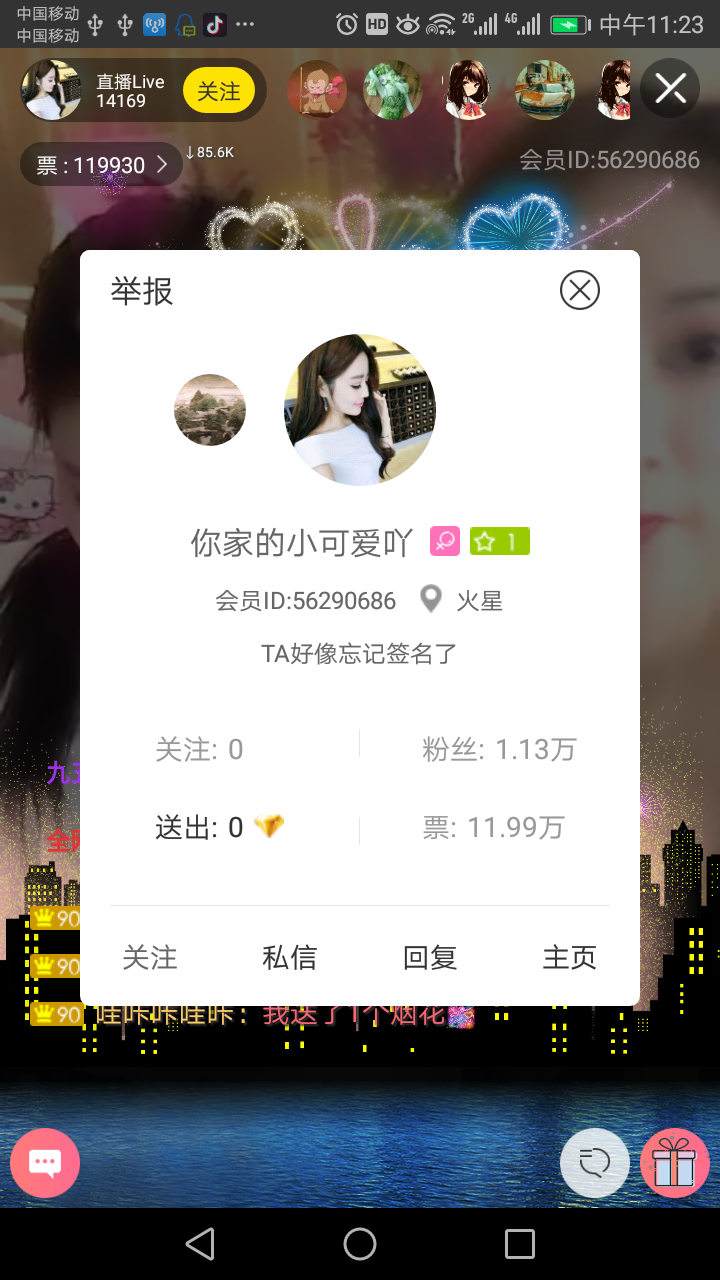 中国移动
中国移动
HD
2G
4G
中午11:23
直播Live
14169
关注
票 : 119930
↓85.6K
会员ID:56290686
举报
你家的小可爱吖
1
会员ID:56290686
火星
TA好像忘记签名了
关注: 0
粉丝: 1.13万
送出: 0
票: 11.99万
关注
私信
回复
主页
九五
全
90
90
90
哇咔咔哇咔：我送了1个烟花